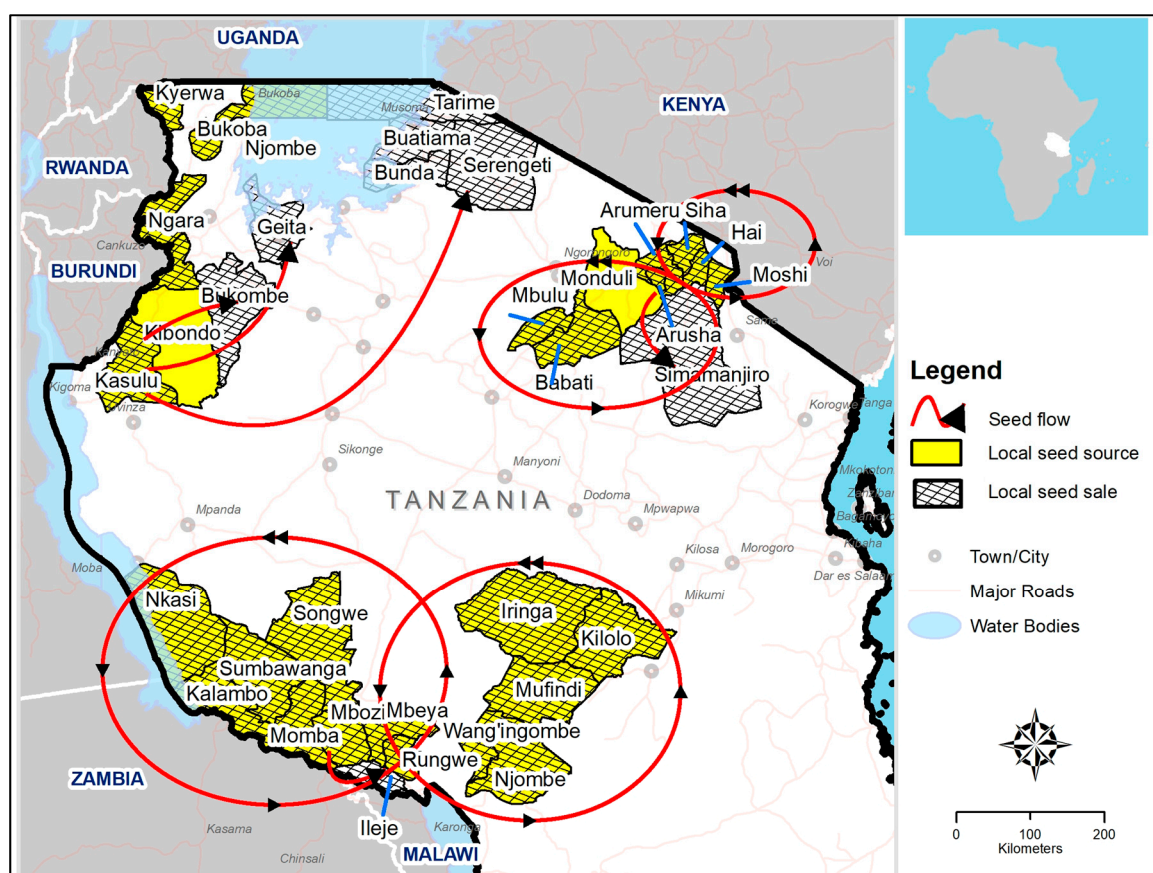 UGANDA
Kyerwa
Bukoba
Musoma
Tarime
KENYA
Bukoba
Njombe
Buatiama
Serengeti
Bunda
RWANDA
Ngara
Geita
Arumeru
Siha
Hai
Cankuzo
Ngorongoro
Voi
BURUNDI
Bukombe
Monduli
Moshi
Mbulu
Kibondo
Arusha
Same
Kasulu
Babati
Simamanjiro
Kigoma
Uvinza
Korogwe
Tanga
Sikonge
Manyoni
TANZANIA
Dodoma
Mpwapwa
Mpanda
Kilosa
Morogoro
Kibaha
Dar es Salaam
Moba
Mikumi
Nkasi
Songwe
Iringa
Kilolo
Sumbawanga
Kalambo
Mufindi
Mbozi
Mbeya
Momba
Wang'ingombe
Rungwe
Njombe
ZAMBIA
Ileje
Kasama
Karonga
Chinsali
MALAWI
Legend
Seed flow
Local seed source
Local seed sale
Town/City
Major Roads
Water Bodies
0 100 200
Kilometers